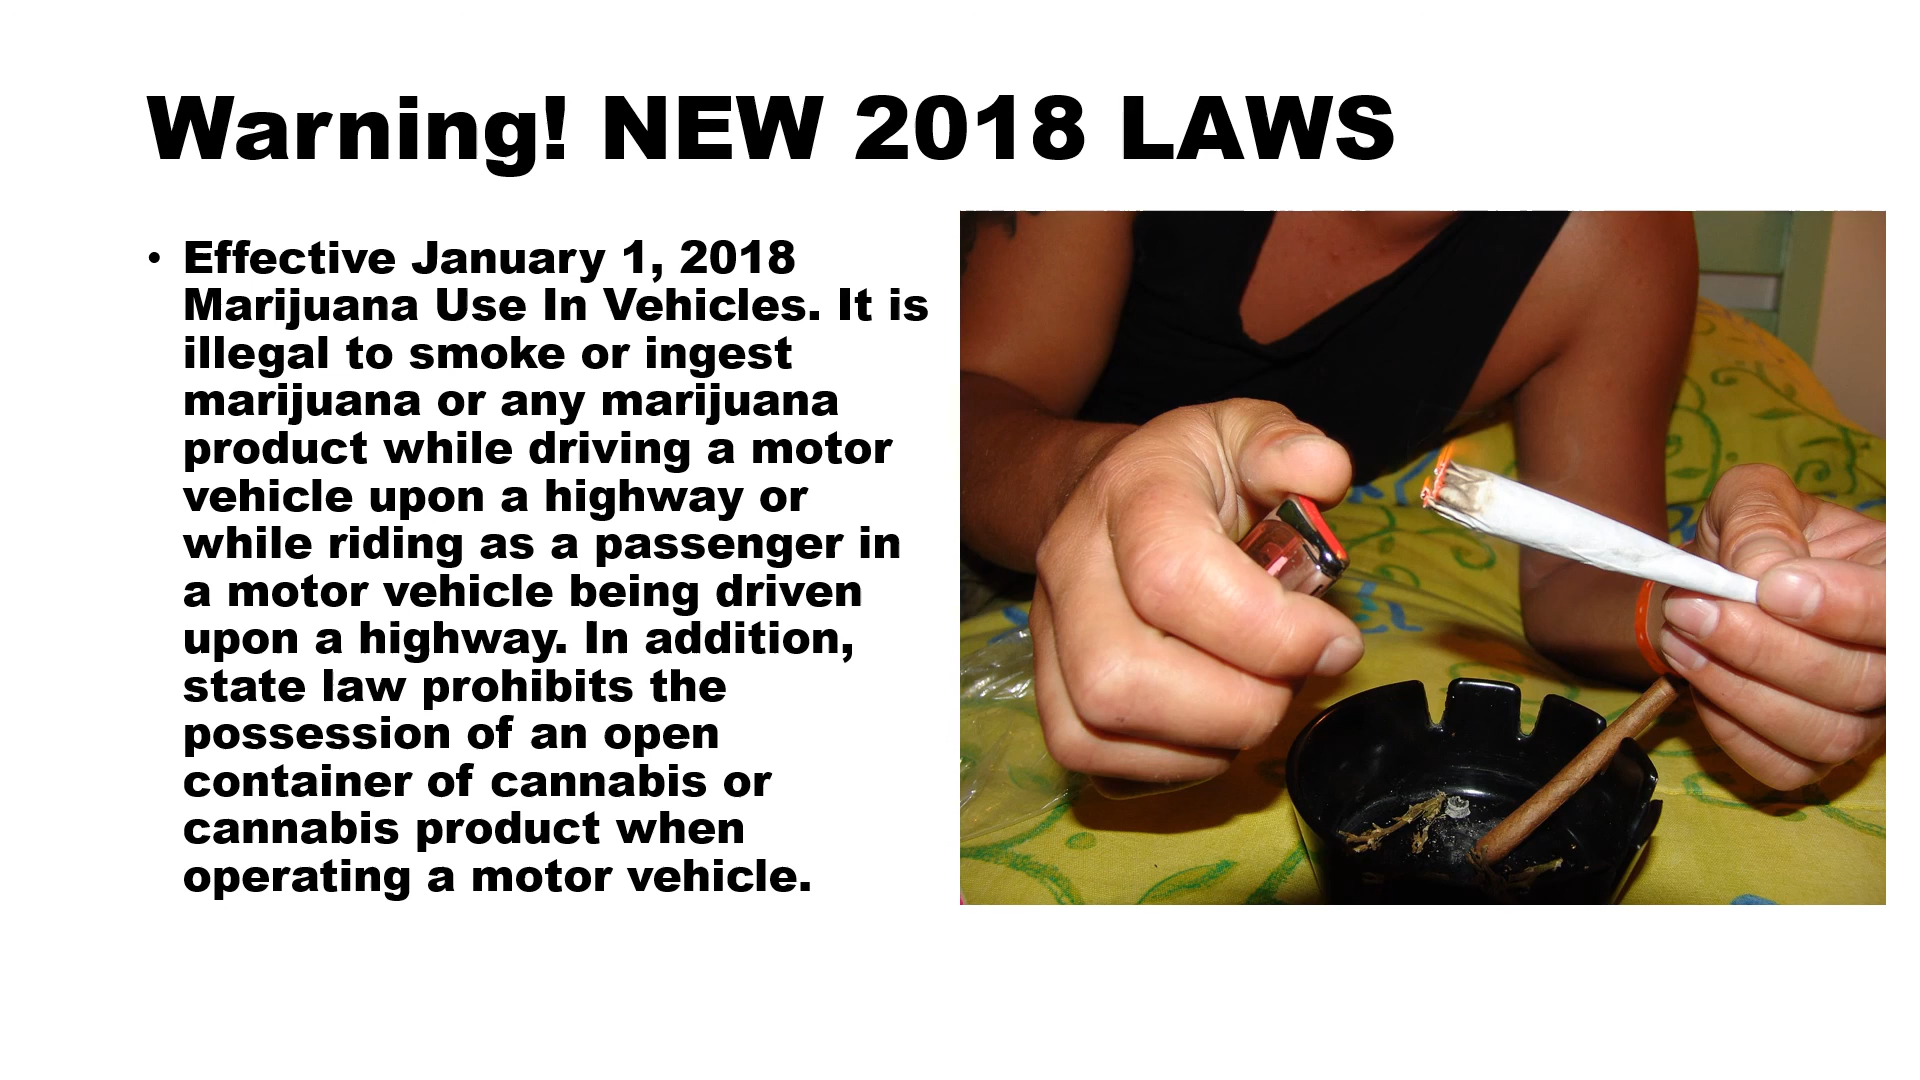 Warning! NEW 2018 LAWS
• Effective January 1, 2018
Marijuana Use In Vehicles. It is
illegal to smoke or ingest
marijuana or any marijuana
product while driving a motor
vehicle upon a highway or
while riding as a passenger in
a motor vehicle being driven
upon a highway. In addition,
state law prohibits the
possession of an open
container of cannabis or
cannabis product when
operating a motor vehicle.